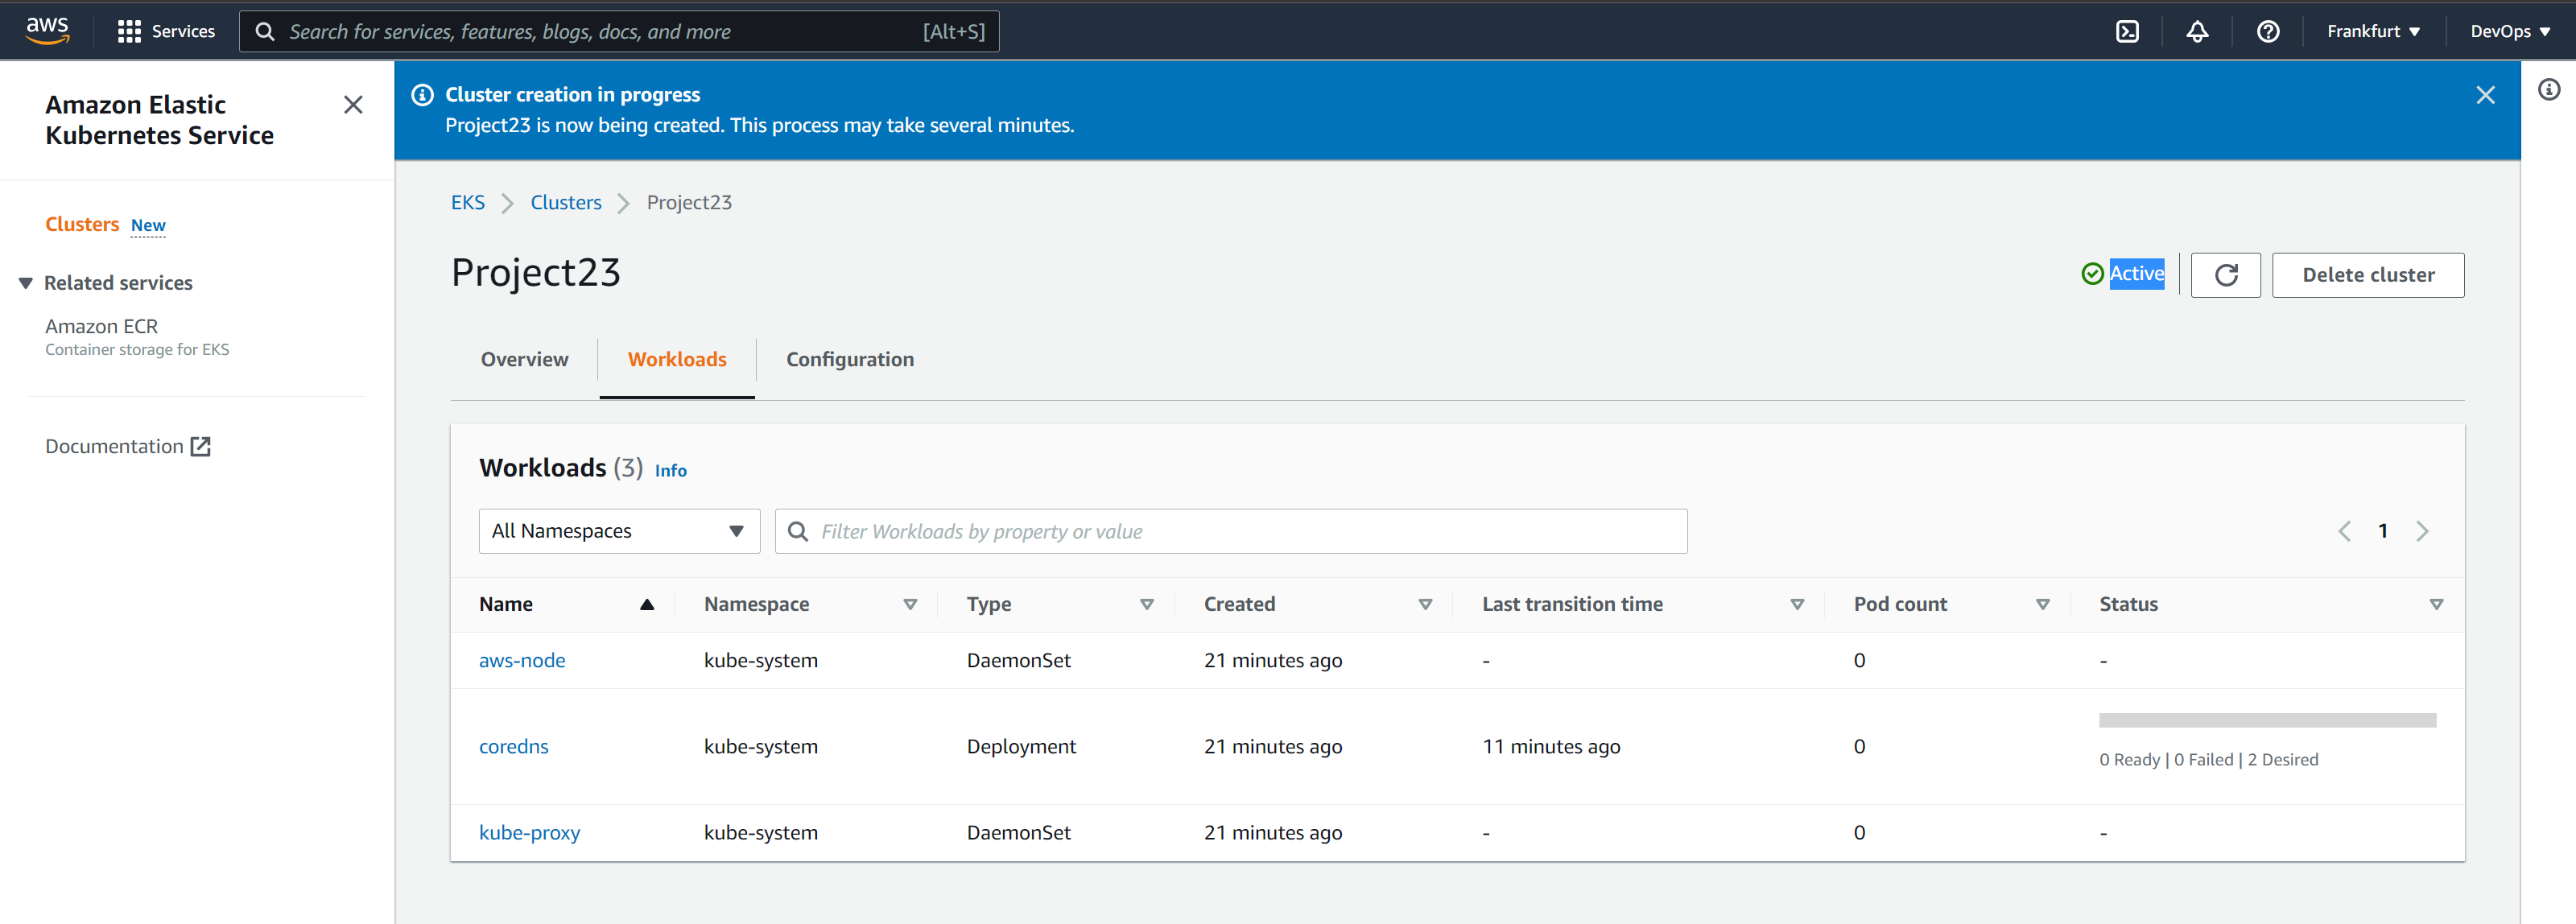 aws Services Search for services, features, blogs, docs, and more [Alt+S] Frankfurt DevOps
Amazon Elastic
Kubernetes Service
Clusters New
Related services
Amazon ECR
Container storage for EKS
Documentation
Cluster creation in progress
Project23 is now being created. This process may take several minutes.
EKS Clusters Project23
Project23
Active Delete cluster
Overview Workloads Configuration
Workloads (3) Info
All Namespaces Filter Workloads by property or value 1
Name Namespace Type Created Last transition time Pod count Status
aws-node kube-system DaemonSet 21 minutes ago - 0 -
coredns kube-system Deployment 21 minutes ago 11 minutes ago 0
0 Ready | 0 Failed | 2 Desired
kube-proxy kube-system DaemonSet 21 minutes ago - 0 -